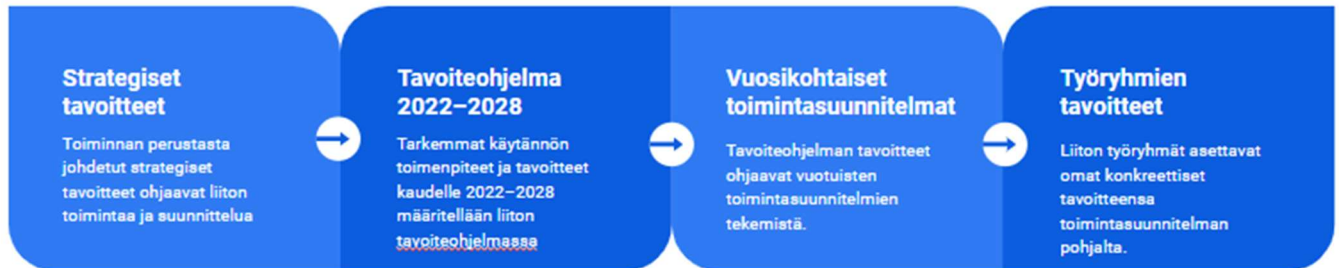 Strategiset
tavoitteet
Toiminnan perustasta
johdetut strategiset
tavoitteet ohjaavat liiton
toimintaa ja suunnittelua
Tavoiteohjelma
2022–2028
Tarkemmat käytännön
toimenpiteet ja tavoitteet
kaudelle 2022–2028
määritellään liiton
tavoiteohjelmassa
Vuosikohtaiset
toimintasuunnitelmat
Tavoiteohjelman tavoitteet
ohjaavat vuotuisten
toimintasuunnitelmien
tekemistä.
Työryhmien
tavoitteet
Liiton työryhmät asettavat
omat konkreettiset
tavoitteensa
toimintasuunnitelman
pohjalta.